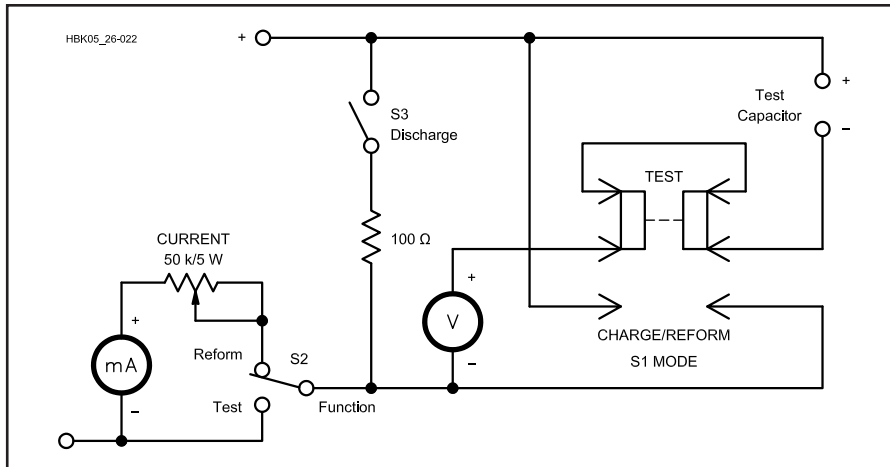 HBK05_26-022
+
S3
Discharge
Test
Capacitor
+
–
TEST
CURRENT
50 k/5 W
100 Ω
+
mA
–
Reform
S2
Test
Function
+
V
–
CHARGE/REFORM
S1 MODE